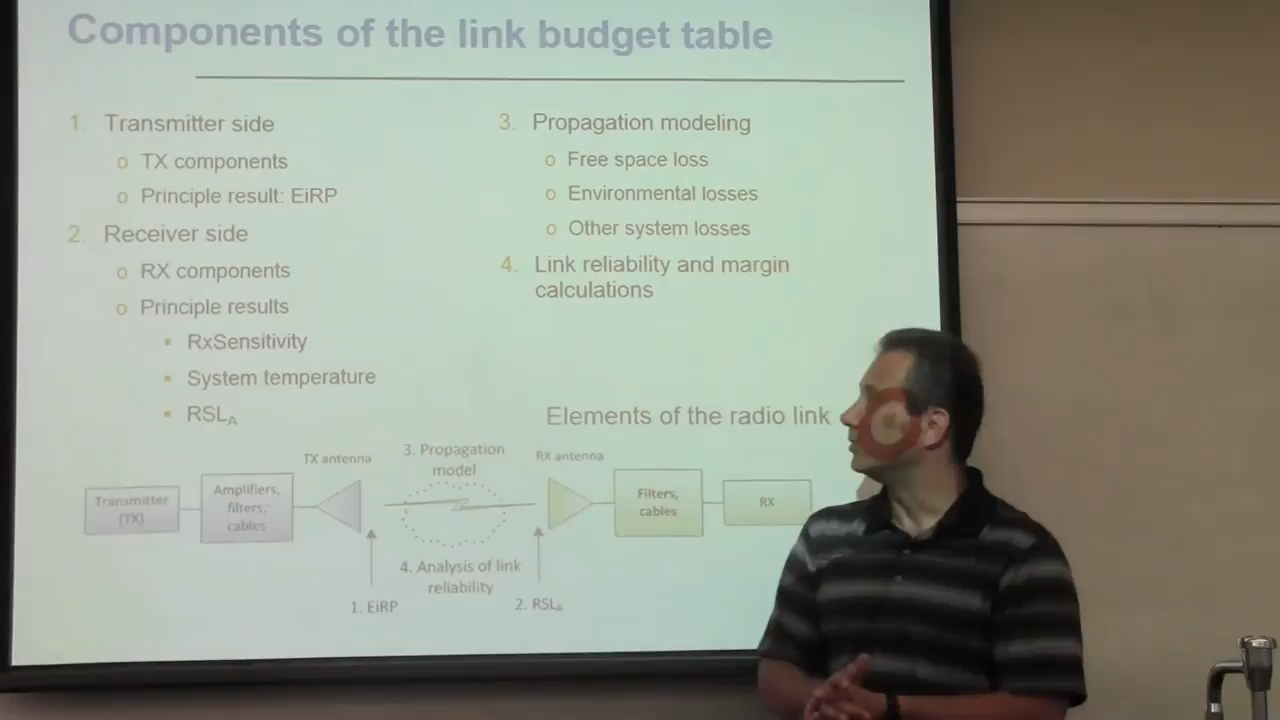 Components of the link budget table
1. Transmitter side
o TX components
o Principle result: EiRP
2. Receiver side
o RX components
o Principle results
▪ RxSensitivity
▪ System temperature
▪ RSLA
3. Propagation modeling
o Free space loss
o Environmental losses
o Other system losses
4. Link reliability and margin
calculations
Elements of the radio link
Transmitter
(TX)
Amplifiers,
filters,
cables
TX antenna
3. Propagation
model
4. Analysis of link
reliability
1. EiRP
RX antenna
2. RSLA
Filters,
cables
RX